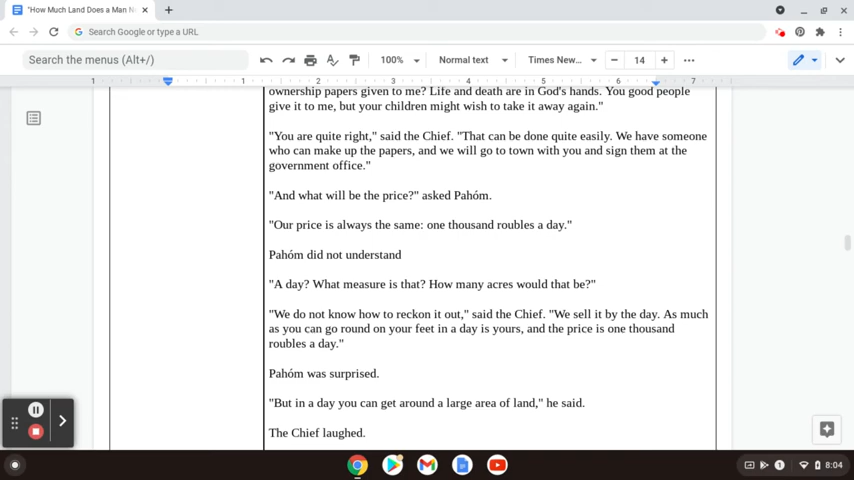 "How Much Land Does a Man N
Search Google or type a URL
Search the menus (Alt+/)
100%
Normal text
Times New...
14
1 1 2 3 4 5 6 7
ownership papers given to me? Life and death are in God's hands. You good people
give it to me, but your children might wish to take it away again."
"You are quite right," said the Chief. "That can be done quite easily. We have someone
who can make up the papers, and we will go to town with you and sign them at the
government office."
"And what will be the price?" asked Pahóm.
"Our price is always the same: one thousand roubles a day."
Pahóm did not understand
"A day? What measure is that? How many acres would that be?"
"We do not know how to reckon it out," said the Chief. "We sell it by the day. As much
as you can go round on your feet in a day is yours, and the price is one thousand
roubles a day."
Pahóm was surprised.
"But in a day you can get around a large area of land," he said.
The Chief laughed.
1
8:04